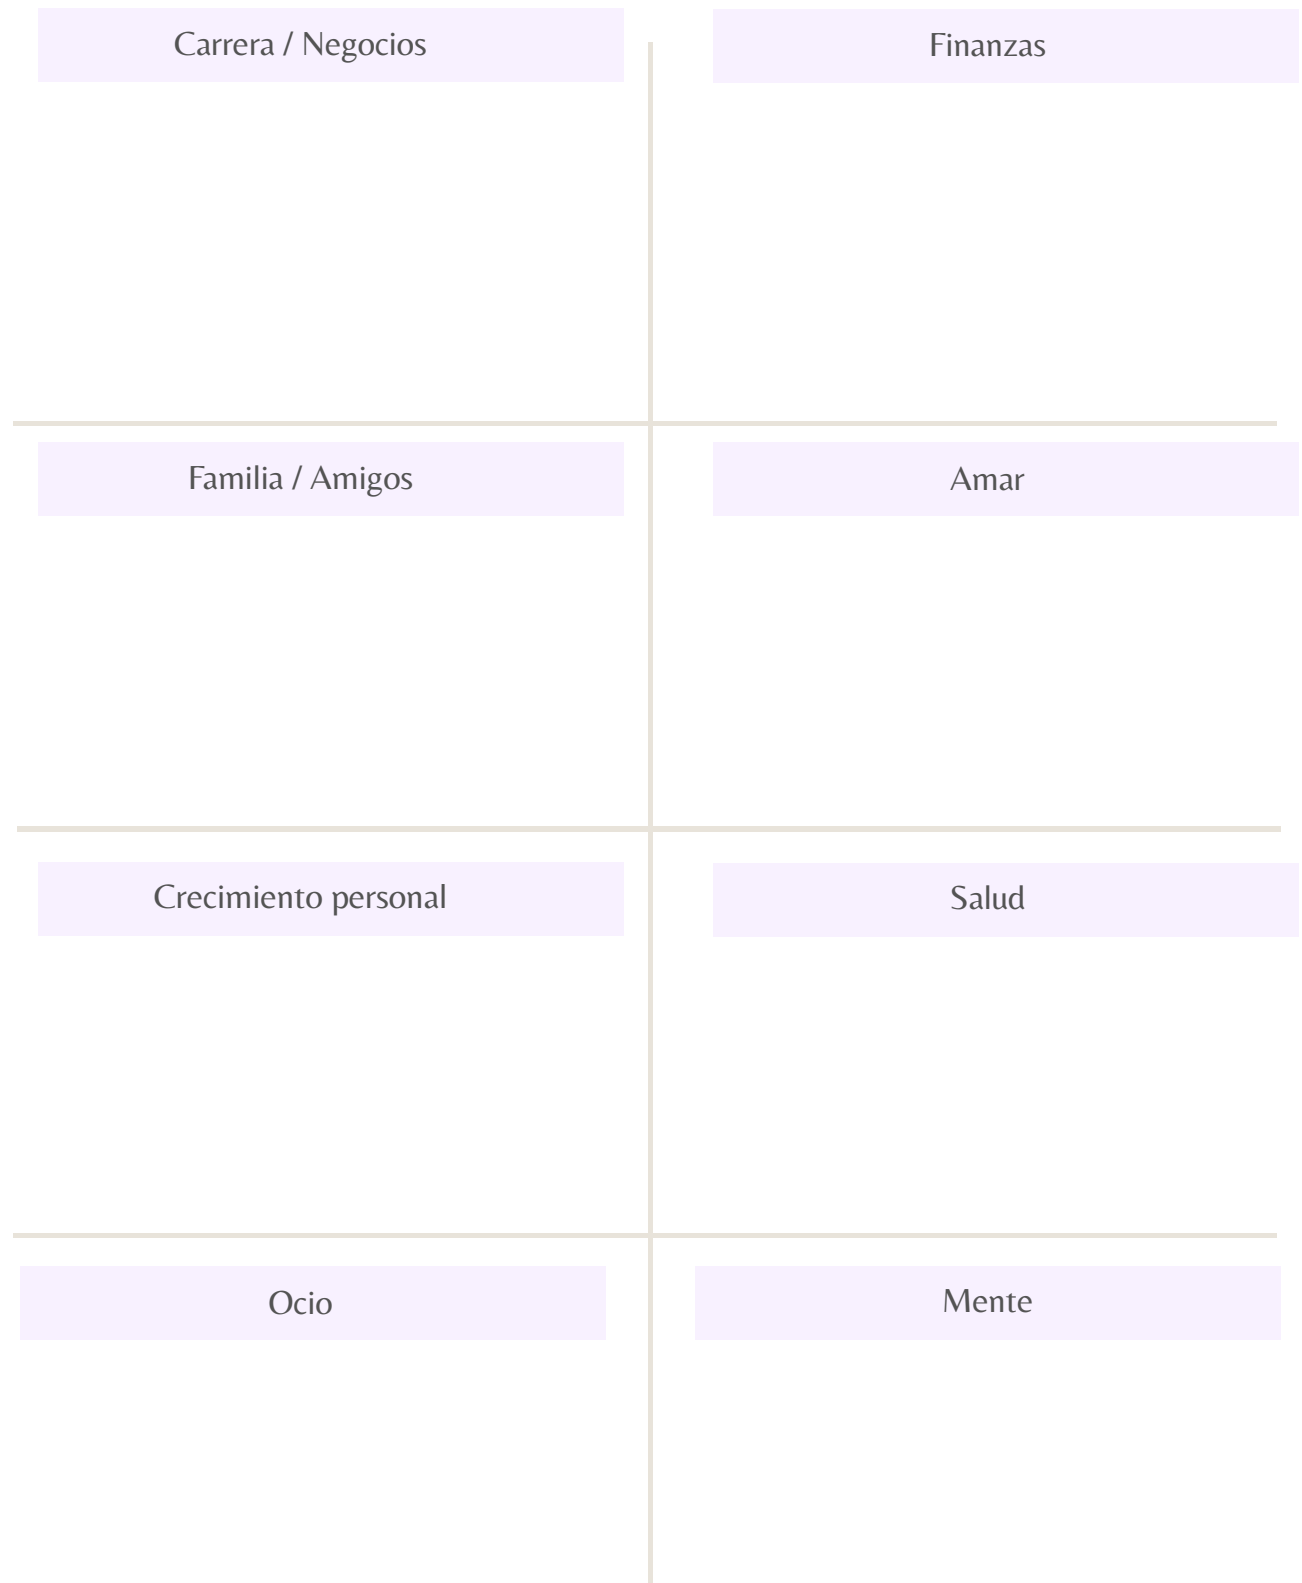 Carrera / Negocios
Finanzas
Familia / Amigos
Amar
Crecimiento personal
Salud
Ocio
Mente